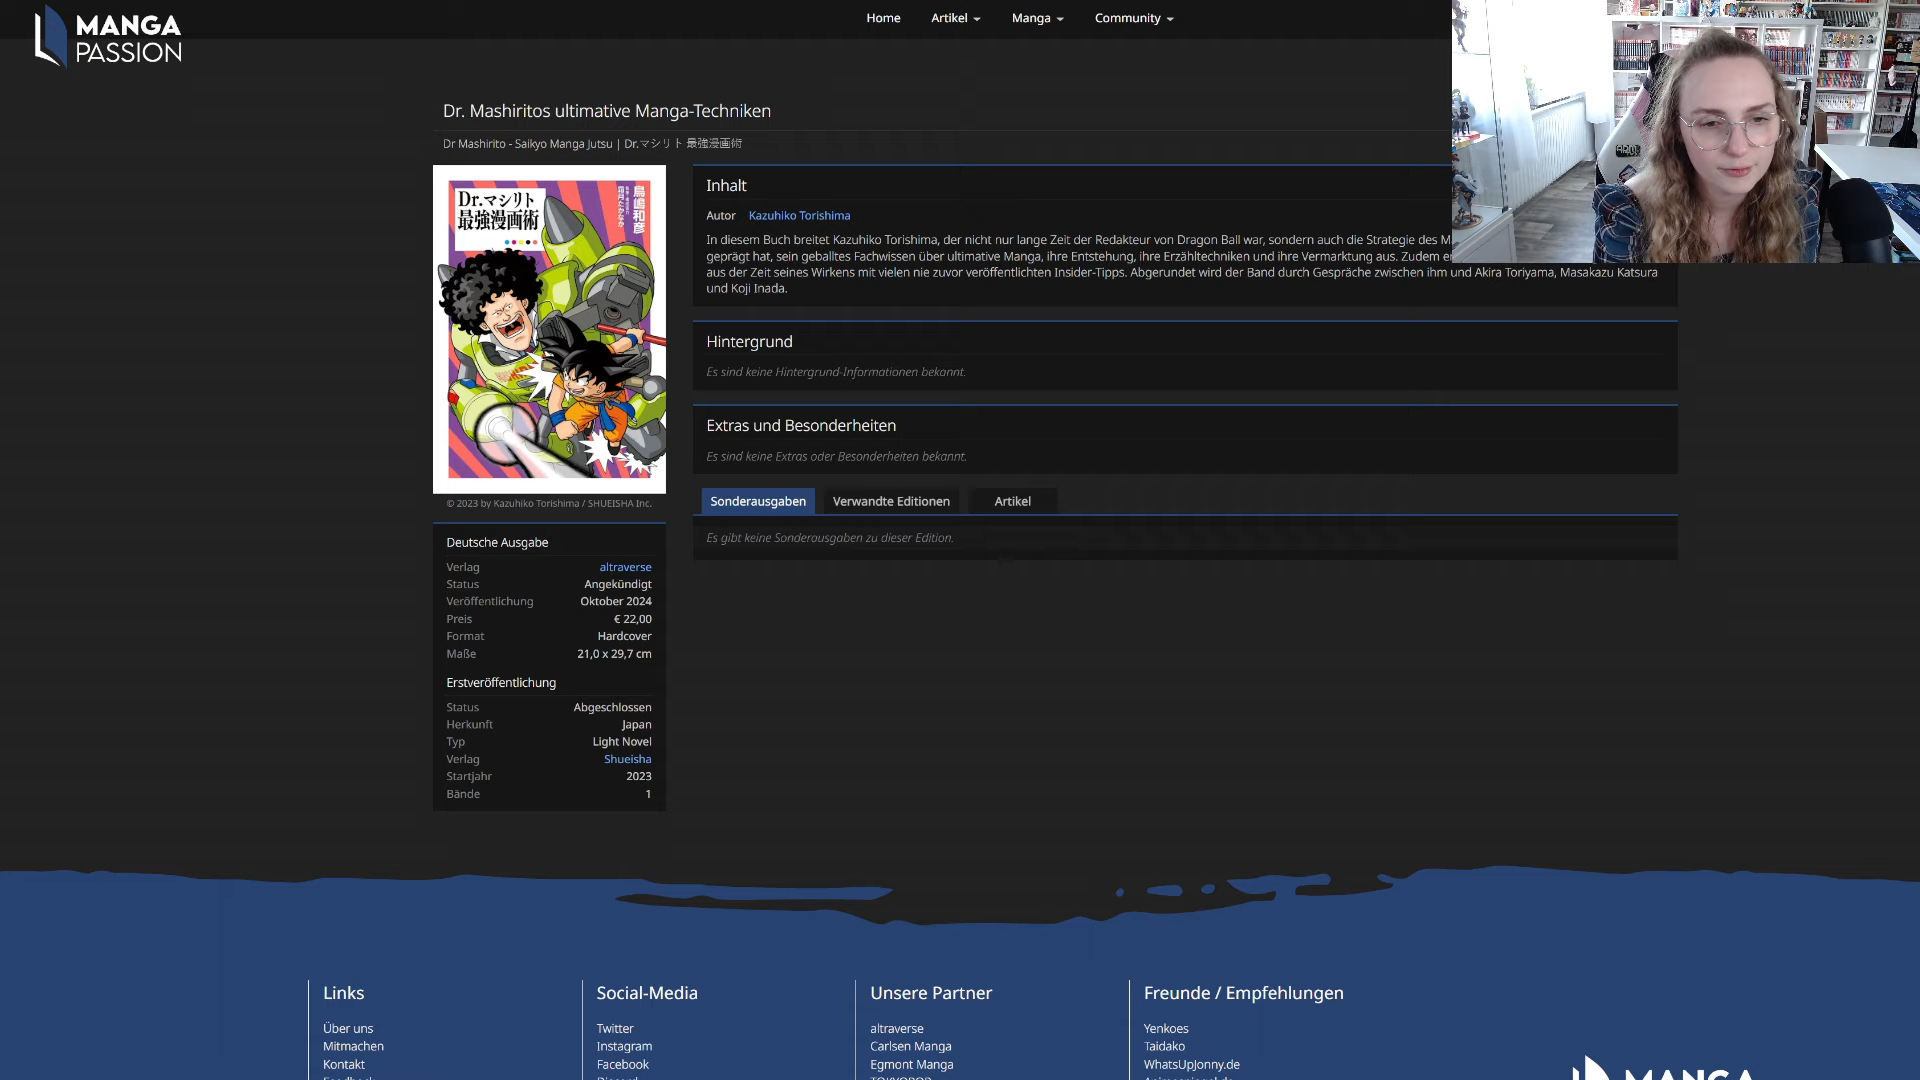 MANGA
PASSION
Home
Artikel
Manga
Community
Dr. Mashiritos ultimative Manga-Techniken
Dr Mashirito - Saikyo Manga Jutsu | Dr.マシリト 最強漫画術
Dr.マシリト
最強漫画術
鳥嶋和彦
© 2023 by Kazuhiko Torishima / SHUEISHA Inc.
Deutsche Ausgabe
Verlag altraverse
Status Angekündigt
Veröffentlichung Oktober 2024
Preis € 22,00
Format Hardcover
Maße 21,0 x 29,7 cm
Erstveröffentlichung
Status Abgeschlossen
Herkunft Japan
Typ Light Novel
Verlag Shueisha
Startjahr 2023
Bände 1
Inhalt
Autor Kazuhiko Torishima
In diesem Buch breitet Kazuhiko Torishima, der nicht nur lange Zeit der Redakteur von Dragon Ball war, sondern auch die Strategie des
geprägt hat, sein geballtes Fachwissen über ultimative Manga, ihre Entstehung, ihre Erzähltechniken und ihre Vermarktung aus. Zudem
aus der Zeit seines Wirkens mit vielen nie zuvor veröffentlichten Insider-Tipps. Abgerundet wird der Band durch Gespräche zwischen ihm und Akira Toriyama, Masakazu Katsura
und Koji Inada.
Hintergrund
Es sind keine Hintergrund-Informationen bekannt.
Extras und Besonderheiten
Es sind keine Extras oder Besonderheiten bekannt.
Sonderausgaben
Verwandte Editionen
Artikel
Es gibt keine Sonderausgaben zu dieser Edition.
Links
Über uns
Mitmachen
Kontakt
Social-Media
Twitter
Instagram
Facebook
Unsere Partner
altraverse
Carlsen Manga
Egmont Manga
Freunde / Empfehlungen
Yenkoes
Taidako
WhatsUpJonny.de